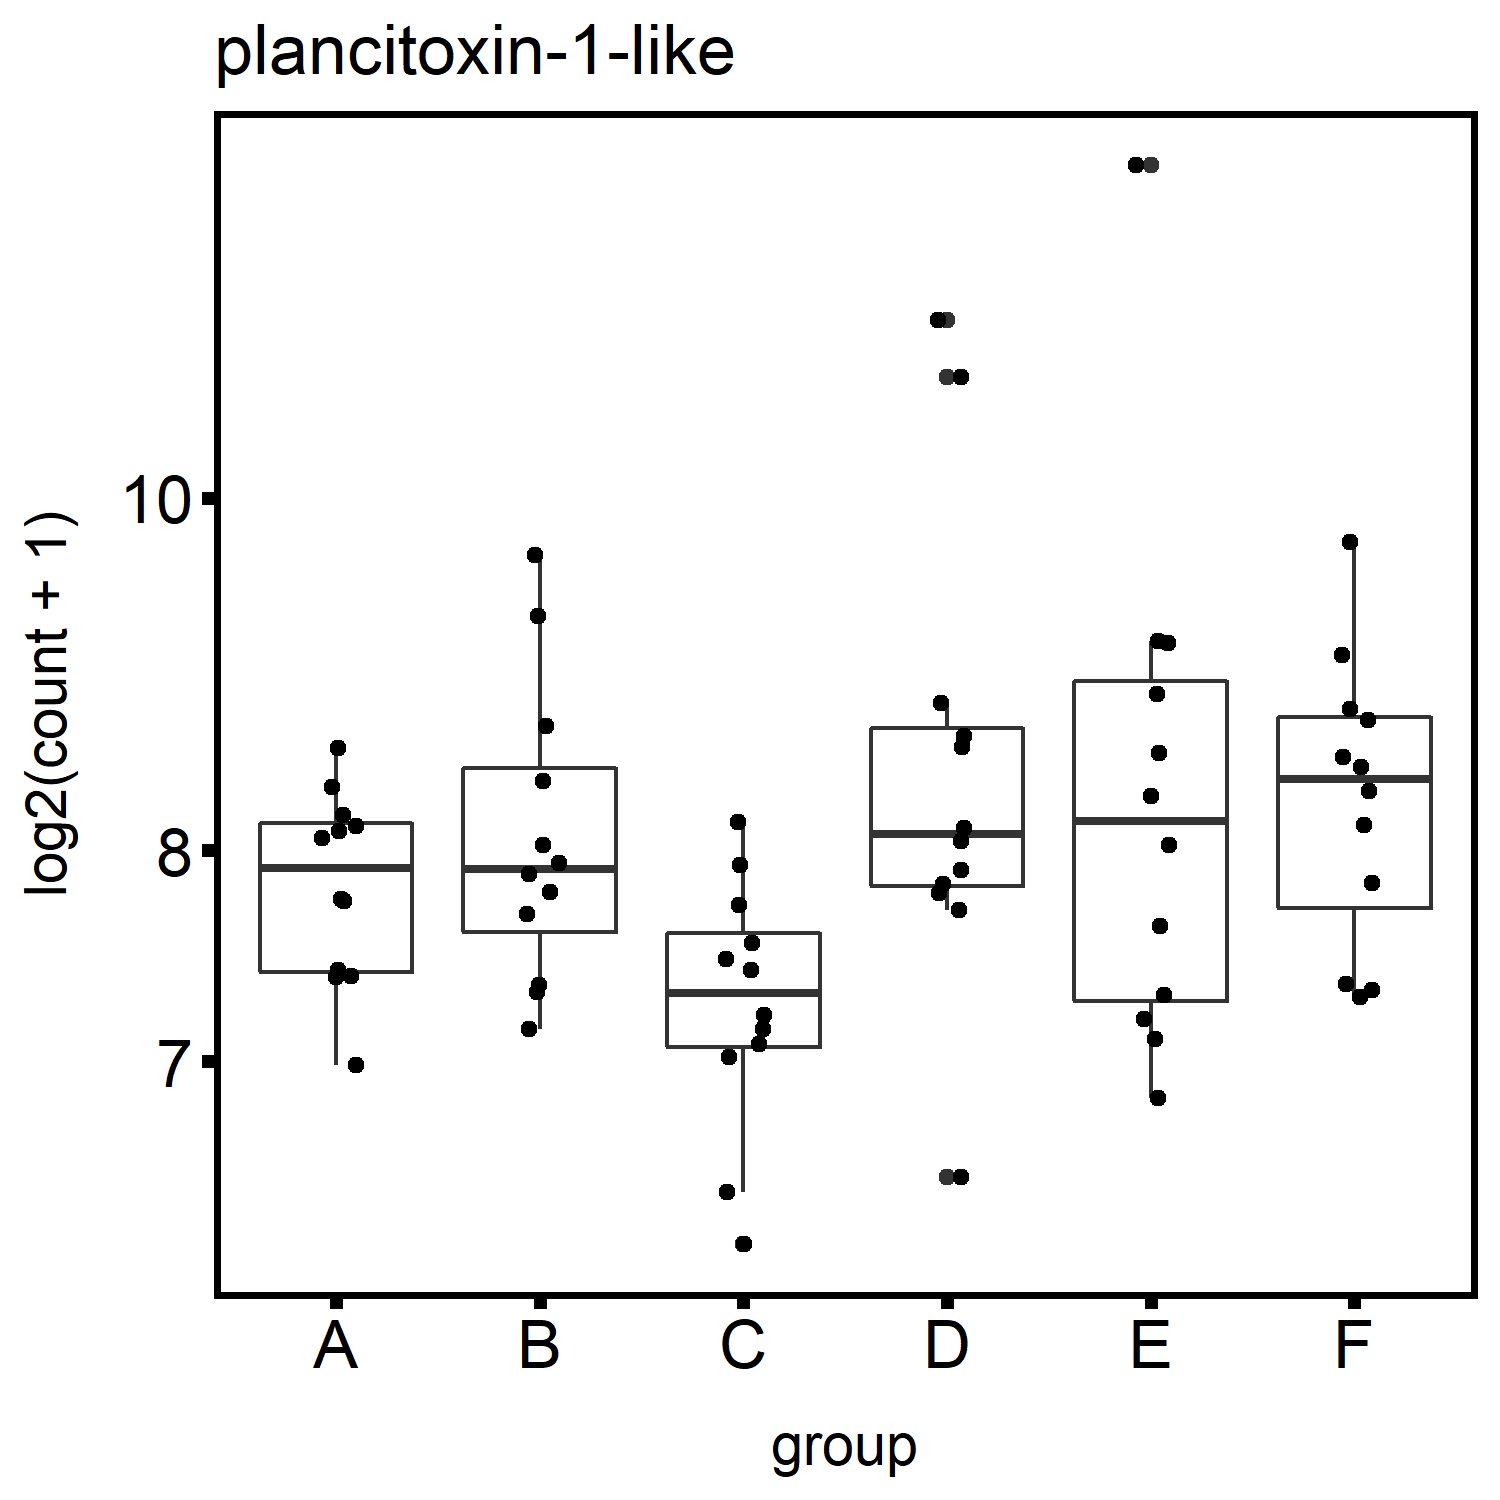 plancitoxin-1-like
log2(count + 1)
10
8
7
A B C D E F
group